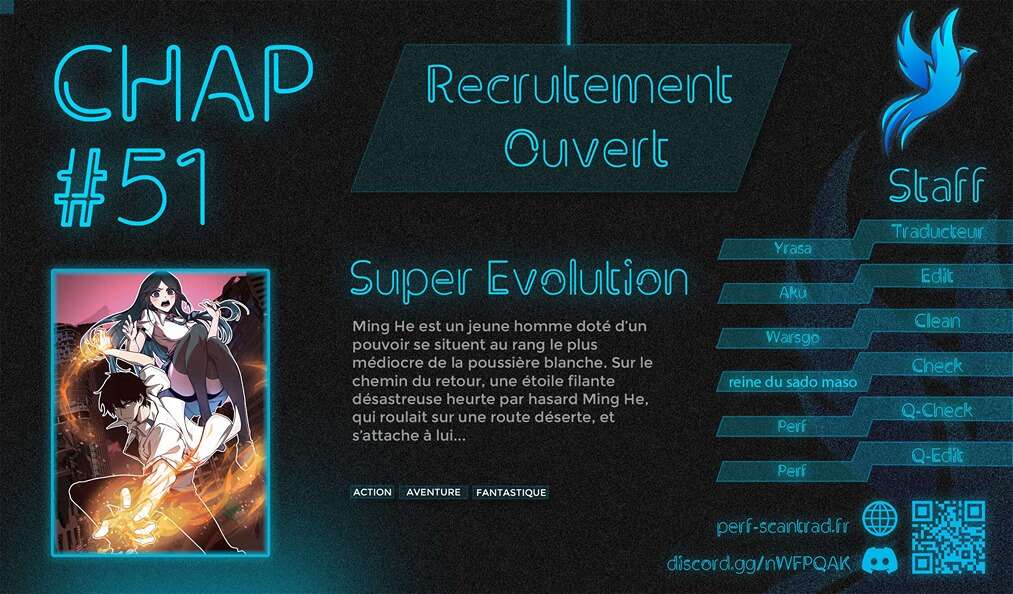 CHAP
#51
Recrutement
Ouvert
Super Evolution
Ming He est un jeune homme doté d'un
pouvoir se situent au rang le plus
médiocre de la poussière blanche. Sur le
chemin du retour, une étoile filante
désastreuse heurte par hasard Ming He,
qui roulait sur une route déserte, et
s'attache à lui...
ACTION AVENTURE FANTASTIQUE
Staff
Traducteur
Yrasa
Edit
Aku
Clean
Warsgo
Check
reine du sado maso
Q-Check
Perf
Q-Edit
Perf
perf-scantrad.fr
discord.gg/nWFPQAK